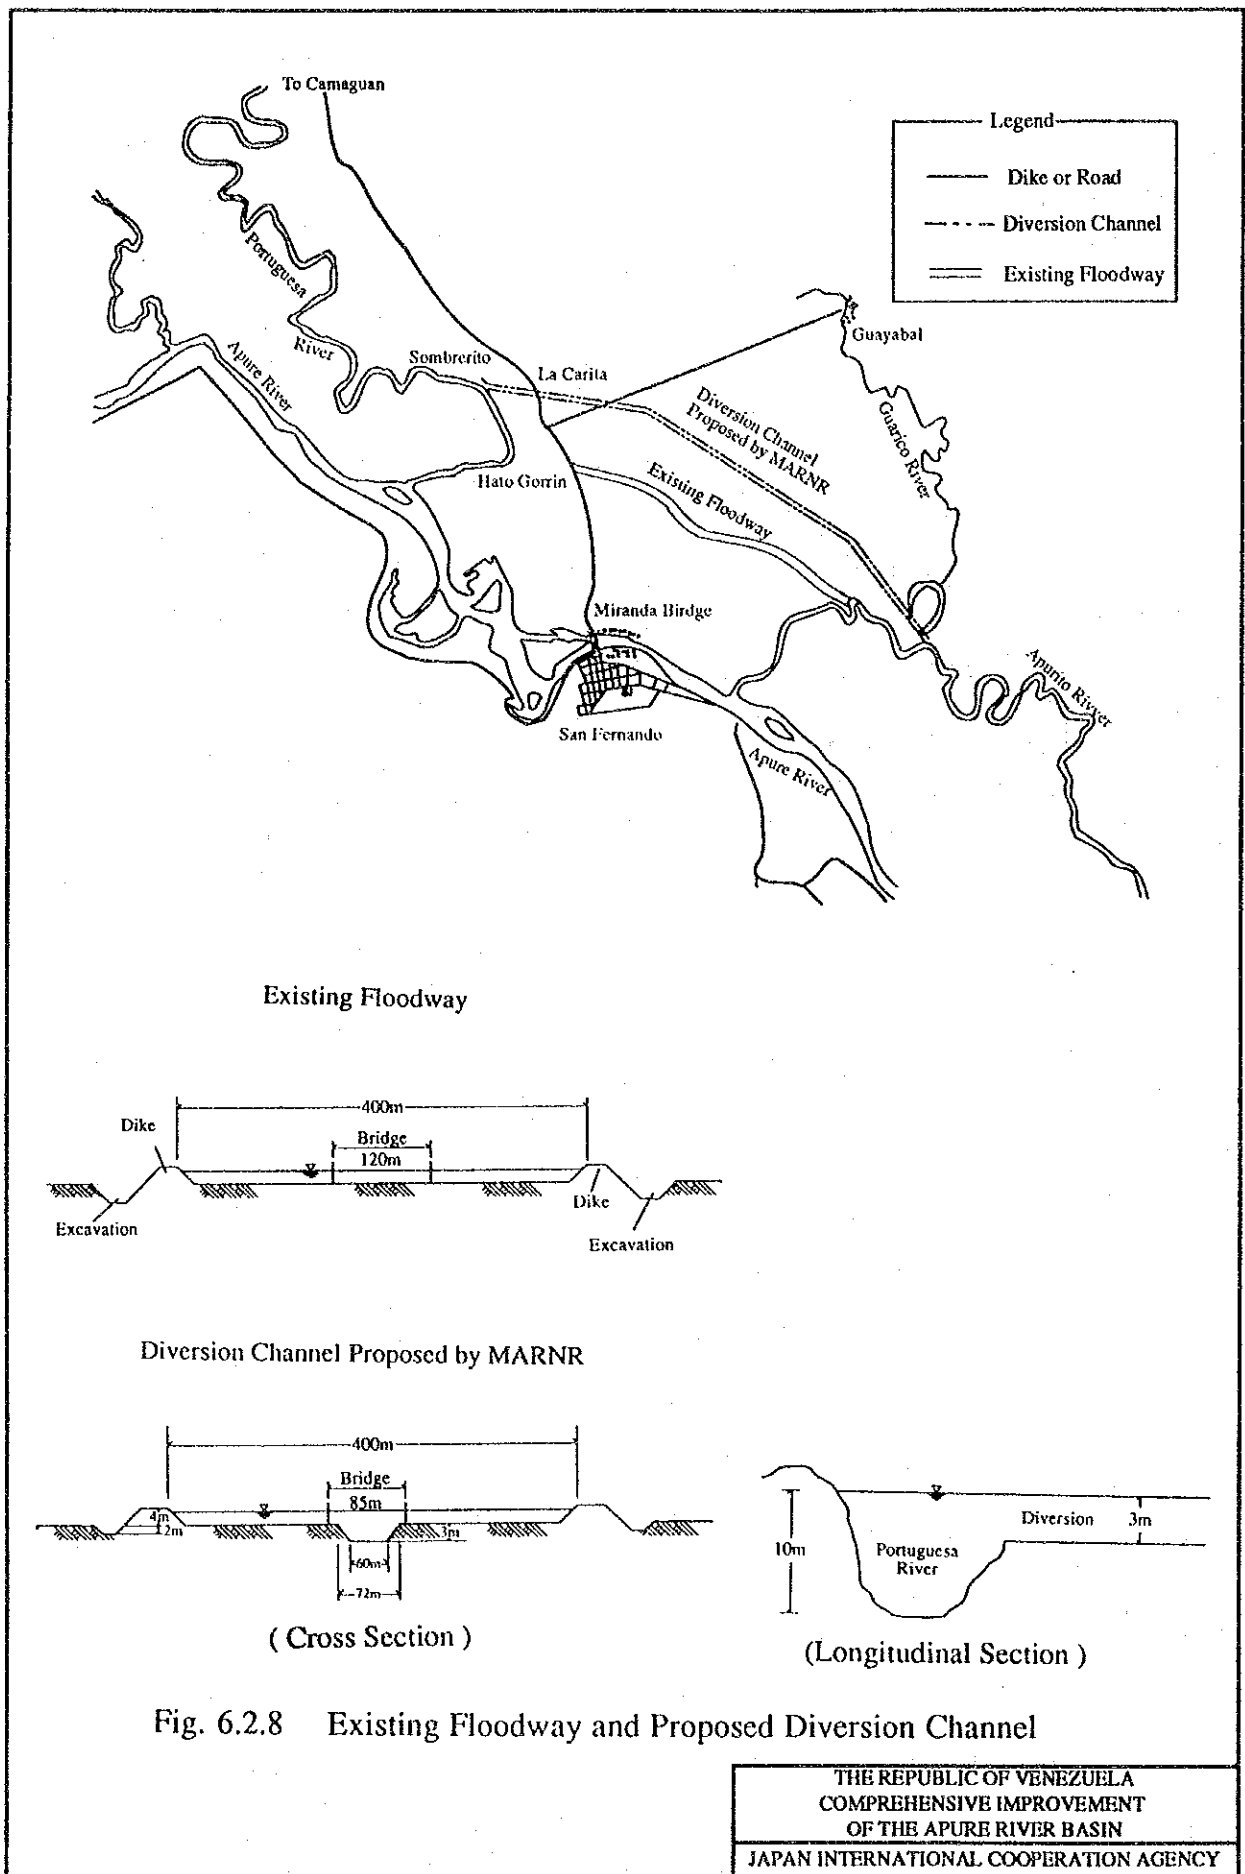 To Camaguan
Legend
Dike or Road
Diversion Channel
Existing Floodway
Portuguesa
River
Apure River
Sombrerito
La Carita
Guayabal
Guarico River
Diversion Channel
Proposed by MARNR
Existing Floodway
Hato Gorrin
Miranda Birdge
San Fernando
Apure River
Apurito Rivver
Existing Floodway
400m
Dike
Bridge
120m
Dike
Excavation
Excavation
Diversion Channel Proposed by MARNR
400m
Bridge
85m
4m
2m
3m
60m
72m
( Cross Section )
Diversion
3m
10m
Portuguesa
River
(Longitudinal Section )
Fig. 6.2.8 Existing Floodway and Proposed Diversion Channel
THE REPUBLIC OF VENEZUELA
COMPREHENSIVE IMPROVEMENT
OF THE APURE RIVER BASIN
JAPAN INTERNATIONAL COOPERATION AGENCY